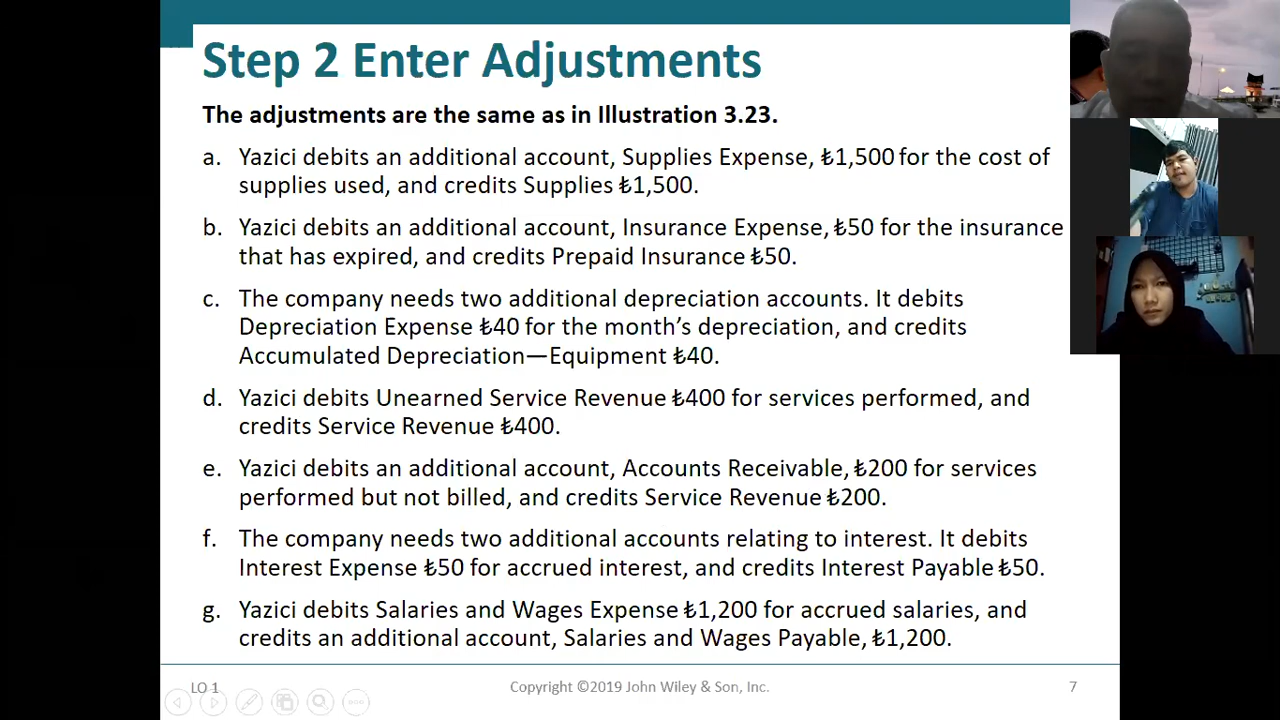 Step 2 Enter Adjustments
The adjustments are the same as in Illustration 3.23.
a. Yazici debits an additional account, Supplies Expense, ₺1,500 for the cost of
supplies used, and credits Supplies ₺1,500.
b. Yazici debits an additional account, Insurance Expense, ₺50 for the insurance
that has expired, and credits Prepaid Insurance ₺50.
c. The company needs two additional depreciation accounts. It debits
Depreciation Expense ₺40 for the month’s depreciation, and credits
Accumulated Depreciation—Equipment ₺40.
d. Yazici debits Unearned Service Revenue ₺400 for services performed, and
credits Service Revenue ₺400.
e. Yazici debits an additional account, Accounts Receivable, ₺200 for services
performed but not billed, and credits Service Revenue ₺200.
f. The company needs two additional accounts relating to interest. It debits
Interest Expense ₺50 for accrued interest, and credits Interest Payable ₺50.
g. Yazici debits Salaries and Wages Expense ₺1,200 for accrued salaries, and
credits an additional account, Salaries and Wages Payable, ₺1,200.
LO 1 Copyright ©2019 John Wiley & Son, Inc. 7